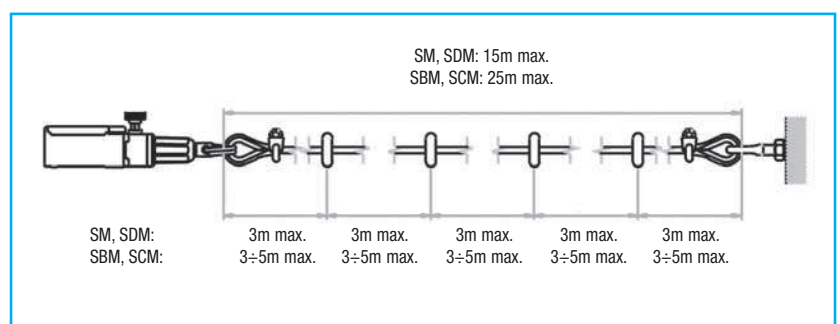 SM, SDM: 15m max.
SBM, SCM: 25m max.
SM, SDM: 3m max. 3m max. 3m max. 3m max. 3m max.
SBM, SCM: 3÷5m max. 3÷5m max. 3÷5m max. 3÷5m max. 3÷5m max.